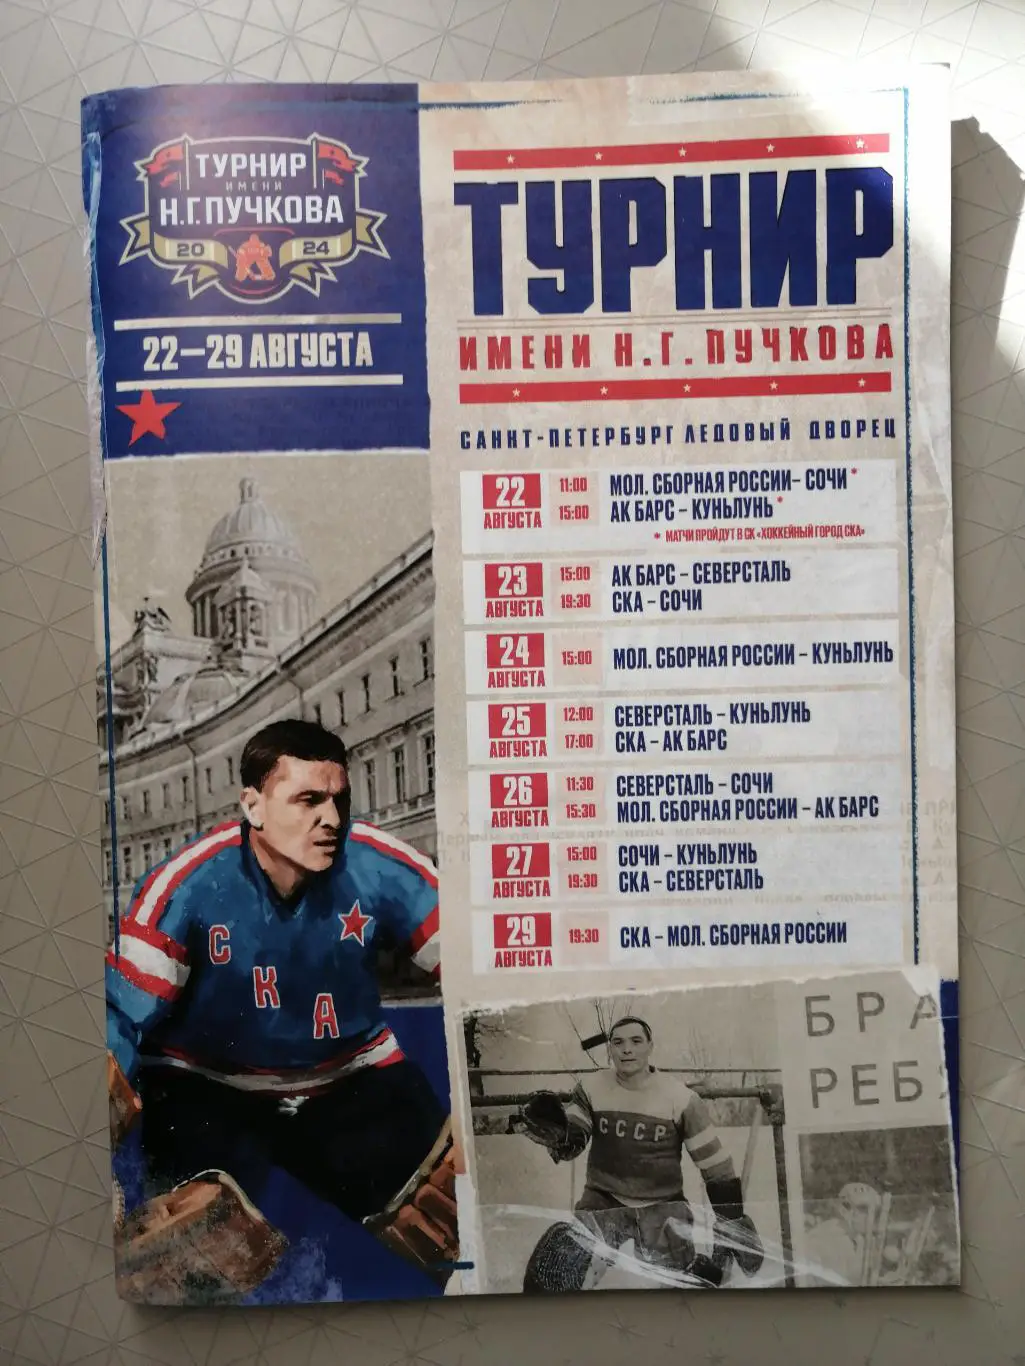 ТУРНИР
ИМЕНИ
Н.Г. ПУЧКОВА
20 24
22–29 АВГУСТА
ТУРНИР
ИМЕНИ Н.Г. ПУЧКОВА
САНКТ-ПЕТЕРБУРГ ЛЕДОВЫЙ ДВОРЕЦ
22 АВГУСТА
11:00 МОЛ. СБОРНАЯ РОССИИ – СОЧИ*
15:00 АК БАРС – КУНЬЛУНЬ*
* МАТЧИ ПРОЙДУТ В СК «ХОККЕЙНЫЙ ГОРОД СКА»
23 АВГУСТА
15:00 АК БАРС – СЕВЕРСТАЛЬ
19:30 СКА – СОЧИ
24 АВГУСТА
15:00 МОЛ. СБОРНАЯ РОССИИ – КУНЬЛУНЬ
25 АВГУСТА
12:00 СЕВЕРСТАЛЬ – КУНЬЛУНЬ
17:00 СКА – АК БАРС
26 АВГУСТА
11:30 СЕВЕРСТАЛЬ – СОЧИ
15:30 МОЛ. СБОРНАЯ РОССИИ – АК БАРС
27 АВГУСТА
15:00 СОЧИ – КУНЬЛУНЬ
19:30 СКА – СЕВЕРСТАЛЬ
29 АВГУСТА
19:30 СКА – МОЛ. СБОРНАЯ РОССИИ
СКА
СССР
БРА
РЕБЯ